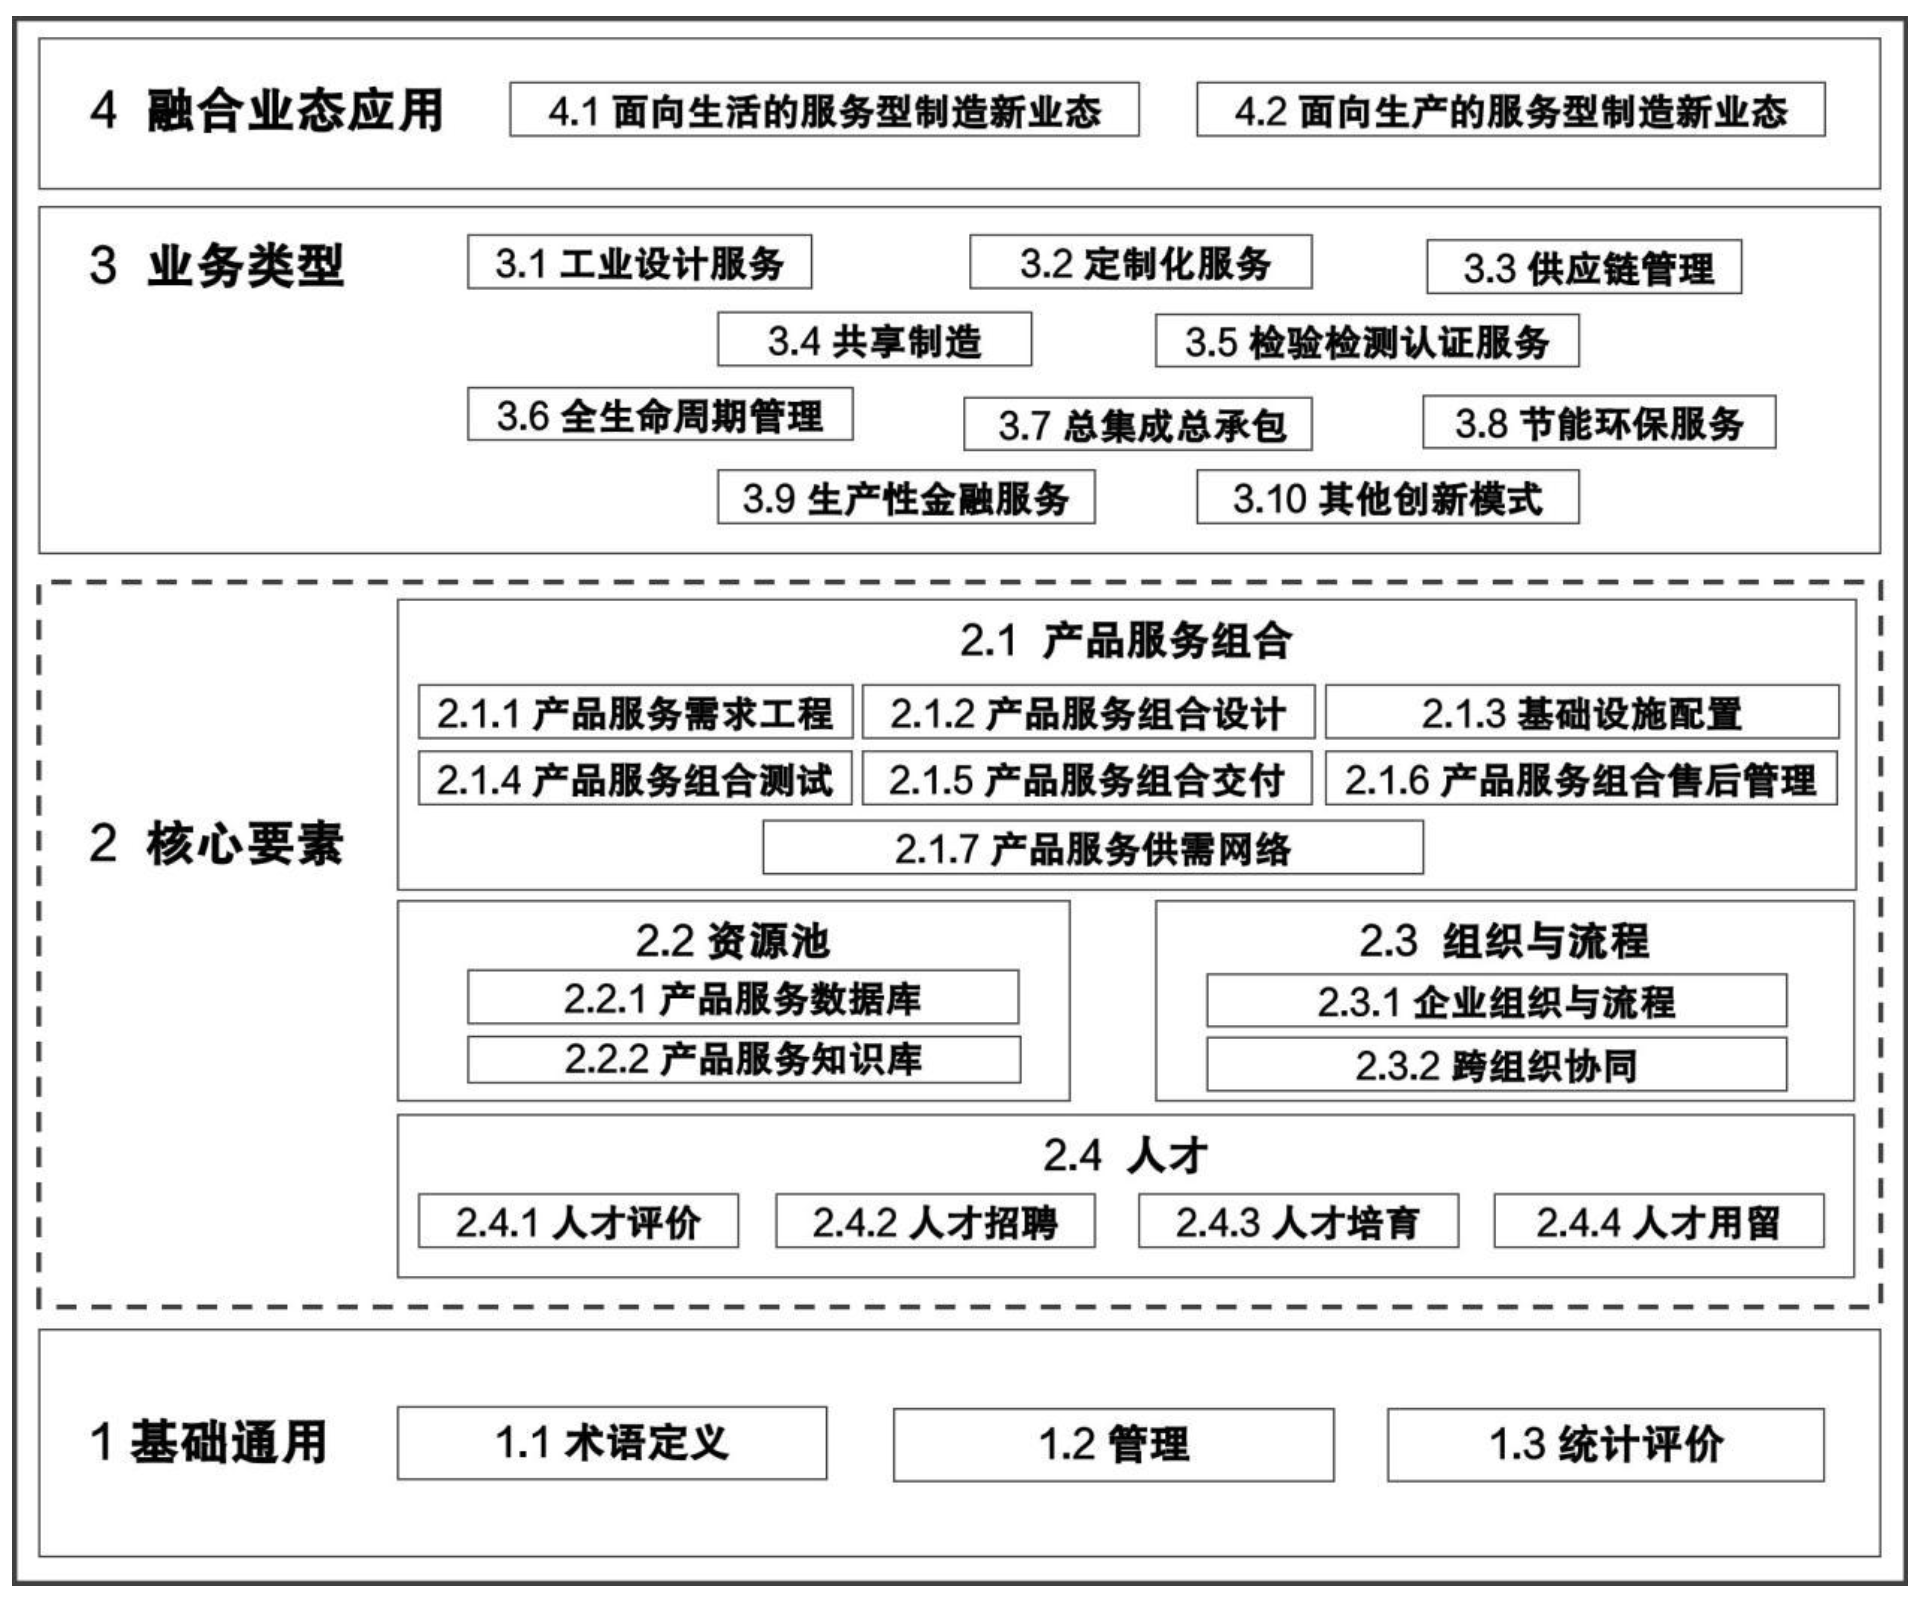 4 融合业态应用
4.1 面向生活的服务型制造新业态
4.2 面向生产的服务型制造新业态
3 业务类型
3.1 工业设计服务
3.2 定制化服务
3.3 供应链管理
3.4 共享制造
3.5 检验检测认证服务
3.6 全生命周期管理
3.7 总集成总承包
3.8 节能环保服务
3.9 生产性金融服务
3.10 其他创新模式
2 核心要素
2.1 产品服务组合
2.1.1 产品服务需求工程
2.1.2 产品服务组合设计
2.1.3 基础设施配置
2.1.4 产品服务组合测试
2.1.5 产品服务组合交付
2.1.6 产品服务组合售后管理
2.1.7 产品服务供需网络
2.2 资源池
2.2.1 产品服务数据库
2.2.2 产品服务知识库
2.3 组织与流程
2.3.1 企业组织与流程
2.3.2 跨组织协同
2.4 人才
2.4.1 人才评价
2.4.2 人才招聘
2.4.3 人才培育
2.4.4 人才用留
1 基础通用
1.1 术语定义
1.2 管理
1.3 统计评价